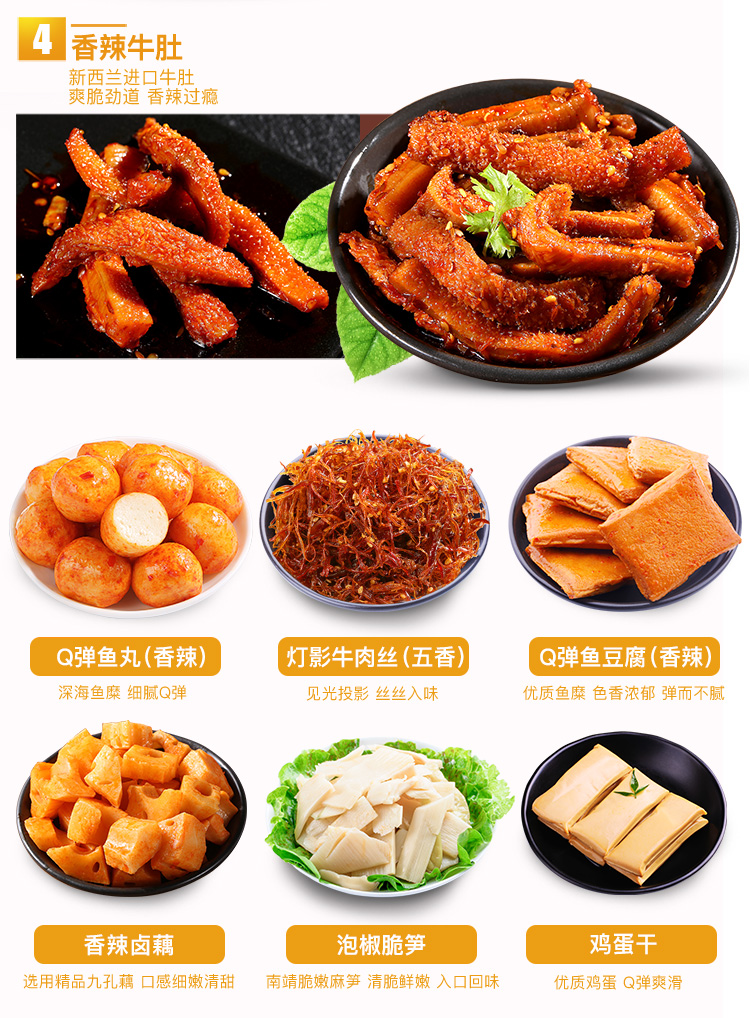 4
香辣牛肚
新西兰进口牛肚
爽脆劲道 香辣过瘾
Q弹鱼丸(香辣)
灯影牛肉丝(五香)
Q弹鱼豆腐(香辣)
深海鱼糜 细腻Q弹
见光投影 丝丝入味
优质鱼糜 色香浓郁 弹而不腻
香辣卤藕
泡椒脆笋
鸡蛋干
选用精品九孔藕 口感细嫩清甜
南靖脆嫩麻笋 清脆鲜嫩 入口回味
优质鸡蛋 Q弹爽滑